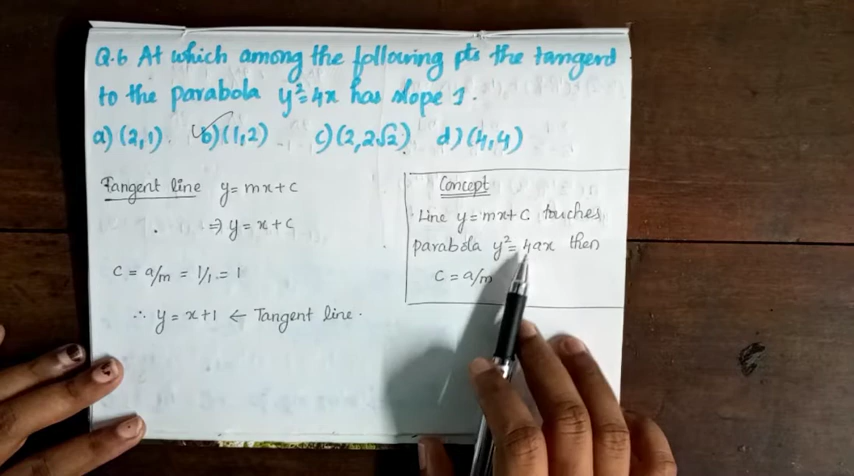 Q.6 At which among the following pts the tangend
to the parabola y²=4x has slope 1.
a) (2,1). b) (1,2). c) (2,2√2). d) (4,4)
Tangent line y=mx+c
⇒ y=x+c
c = a/m = 1/1 = 1
∴ y = x+1 ← Tangent line.
Concept
Line y=mx+c touches
parabola y²=4ax then
c = a/m